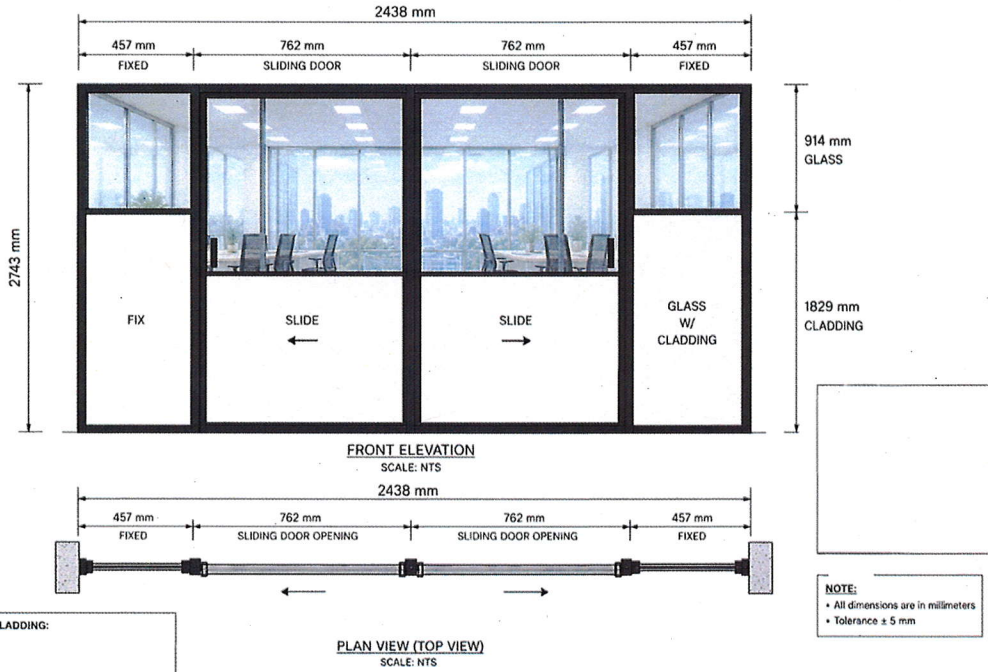 2438 mm
457 mm
FIXED
762 mm
SLIDING DOOR
762 mm
SLIDING DOOR
457 mm
FIXED
2743 mm
914 mm
GLASS
FIX
SLIDE
SLIDE
GLASS
W/
CLADDING
1829 mm
CLADDING
FRONT ELEVATION
SCALE: NTS
2438 mm
457 mm
FIXED
762 mm
SLIDING DOOR OPENING
762 mm
SLIDING DOOR OPENING
457 mm
FIXED
NOTE:
• All dimensions are in millimeters
• Tolerance ± 5 mm
LADDING:
PLAN VIEW (TOP VIEW)
SCALE: NTS